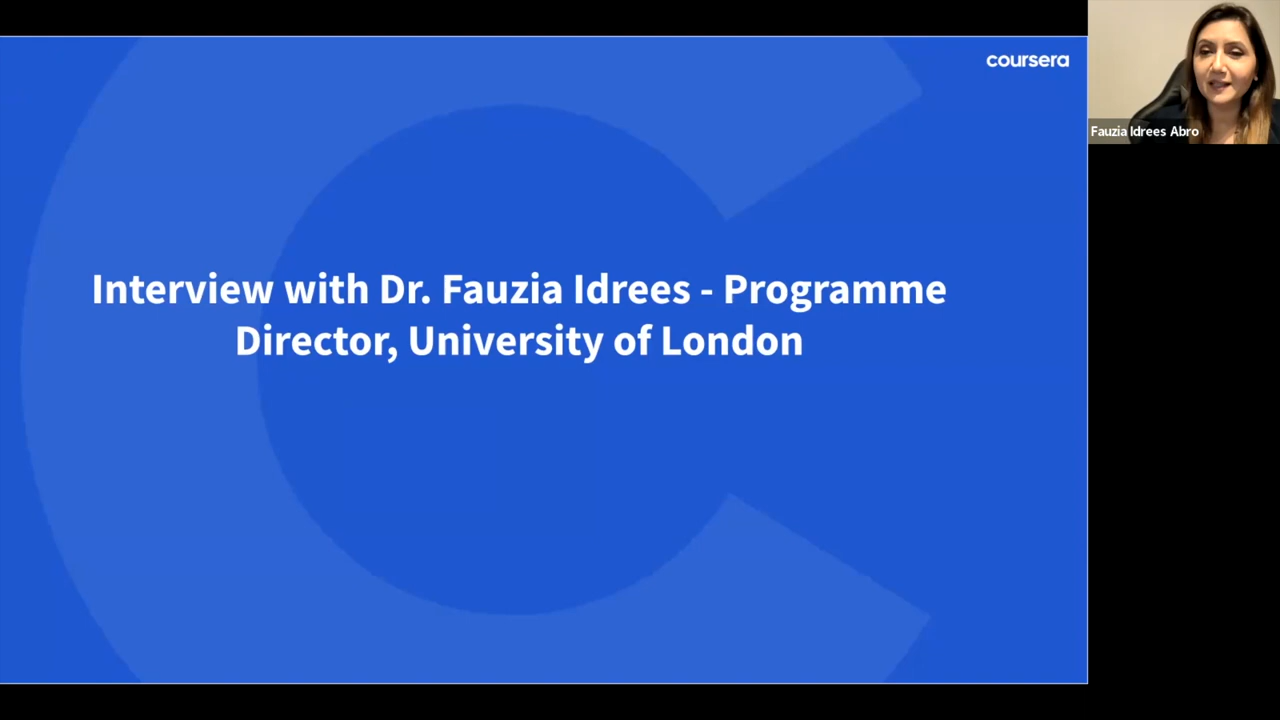 coursera
Interview with Dr. Fauzia Idrees - Programme
Director, University of London
Fauzia Idrees Abro